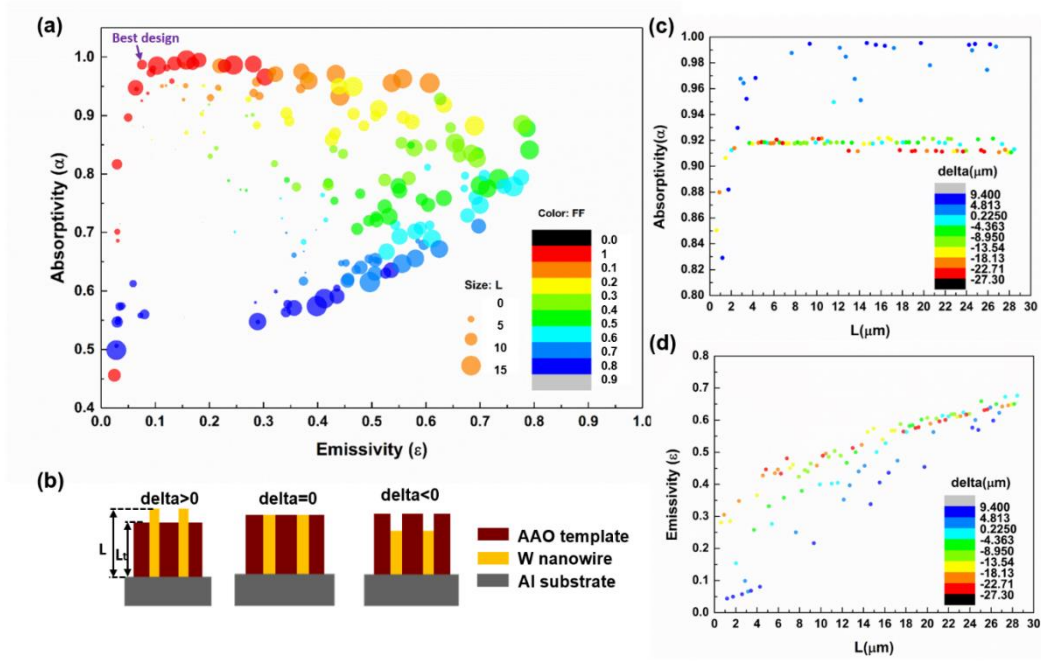 (a)
Best design
Absorptivity (α)
1.0
0.9
0.8
0.7
0.6
0.5
0.4
0.0
0.1
0.2
0.3
0.4
0.5
0.6
0.7
0.8
0.9
1.0
Emissivity (ε)
Size: L
0
5
10
15
Color: FF
0.0
1
0.1
0.2
0.3
0.4
0.5
0.6
0.7
0.8
0.9
(b)
delta>0
delta=0
delta<0
L
Lt
AAO template
W nanowire
Al substrate
(c)
Absorptivity(α)
1.00
0.98
0.96
0.94
0.92
0.90
0.88
0.86
0.84
0.82
0.80
0 2 4 6 8 10 12 14 16 18 20 22 24 26 28 30
L(μm)
delta(μm)
9.400
4.813
0.2250
-4.363
-8.950
-13.54
-18.13
-22.71
-27.30
(d)
Emissivity (ε)
0.8
0.7
0.6
0.5
0.4
0.3
0.2
0.1
0.0
0 2 4 6 8 10 12 14 16 18 20 22 24 26 28 30
L(μm)
delta(μm)
9.400
4.813
0.2250
-4.363
-8.950
-13.54
-18.13
-22.71
-27.30